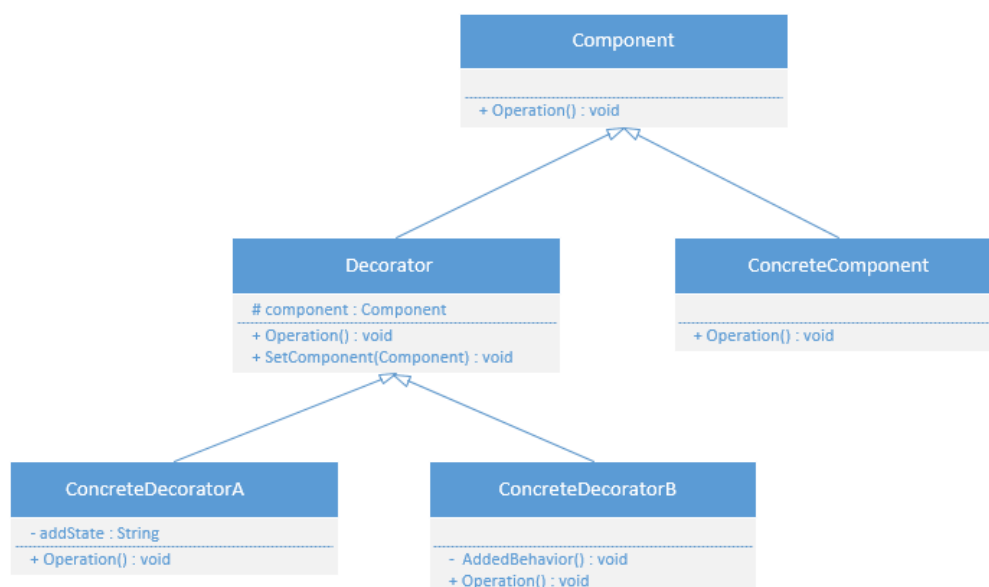 Component
+ Operation() : void
Decorator
# component : Component
+ Operation() : void
+ SetComponent(Component) : void
ConcreteComponent
+ Operation() : void
ConcreteDecoratorA
- addState : String
+ Operation() : void
ConcreteDecoratorB
- AddedBehavior() : void
+ Operation() : void